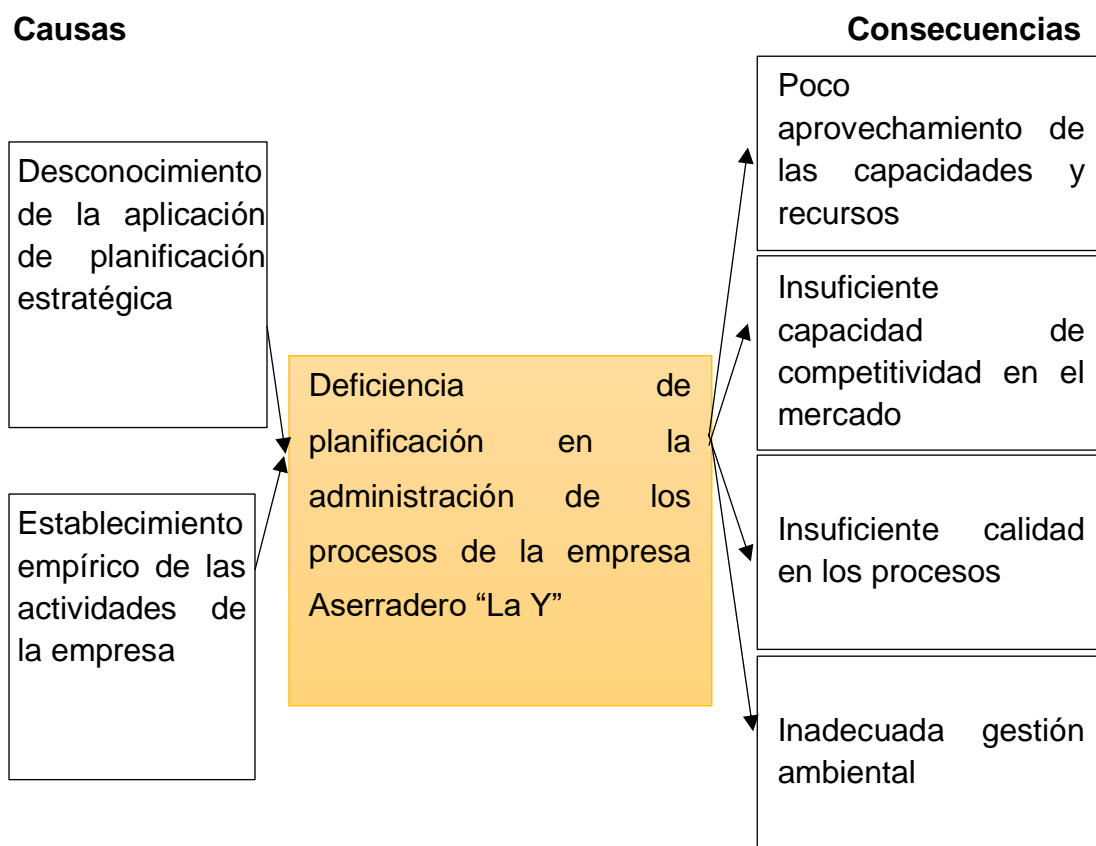 Causas
Consecuencias
Desconocimiento
de la aplicación
de planificación
estratégica
Establecimiento
empírico de las
actividades de
la empresa
Deficiencia de
planificación en la
administración de los
procesos de la empresa
Aserradero “La Y”
Poco
aprovechamiento de
las capacidades y
recursos
Insuficiente
capacidad de
competitividad en el
mercado
Insuficiente calidad
en los procesos
Inadecuada gestión
ambiental